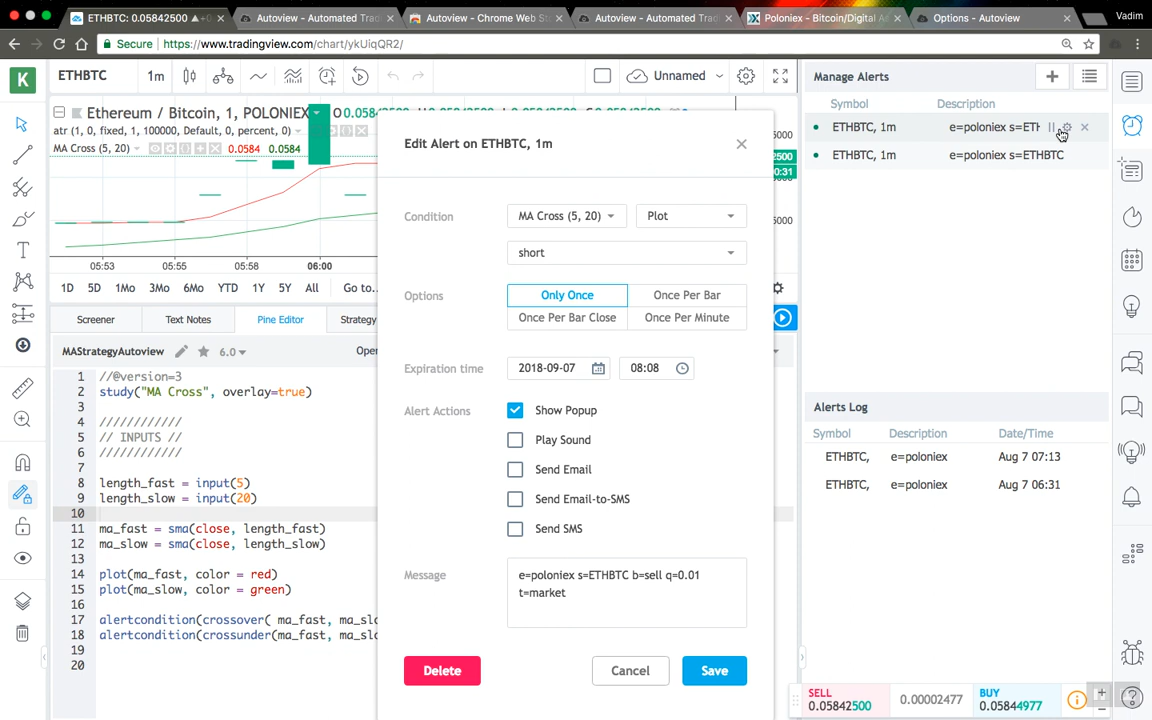 ETHBTC: 0.05842500
Autoview - Automated Trad
Autoview - Chrome Web St
Autoview - Automated Trad
Poloniex - Bitcoin/Digital As
Options - Autoview
Vadim
Secure
https://www.tradingview.com/chart/ykUiqQR2/
K
ETHBTC
1m
Unnamed
Manage Alerts
Symbol
Description
ETHBTC, 1m
e=poloniex s=ETH
ETHBTC, 1m
e=poloniex s=ETHBTC
Ethereum / Bitcoin, 1, POLONIEX
atr (1, 0, fixed, 1, 100000, Default, 0, percent, 0)
MA Cross (5, 20)
0.0584
0.0584
05:53
05:55
05:58
06:00
1D
5D
1Mo
3Mo
6Mo
YTD
1Y
5Y
All
Go to...
Screener
Text Notes
Pine Editor
Strategy
MAStrategyAutoview
6.0
Open
1 //@version=3
2 study("MA Cross", overlay=true)
3
4 ////////////
5 // INPUTS //
6 ////////////
7
8 length_fast = input(5)
9 length_slow = input(20)
10
11 ma_fast = sma(close, length_fast)
12 ma_slow = sma(close, length_slow)
13
14 plot(ma_fast, color = red)
15 plot(ma_slow, color = green)
16
17 alertcondition(crossover( ma_fast, ma_slo
18 alertcondition(crossunder(ma_fast, ma_slo
19
20
Edit Alert on ETHBTC, 1m
Condition
MA Cross (5, 20)
Plot
short
Options
Only Once
Once Per Bar
Once Per Bar Close
Once Per Minute
Expiration time
2018-09-07
08:08
Alert Actions
Show Popup
Play Sound
Send Email
Send Email-to-SMS
Send SMS
Message
e=poloniex s=ETHBTC b=sell q=0.01
t=market
Delete
Cancel
Save
Alerts Log
Symbol
Description
Date/Time
ETHBTC,
e=poloniex
Aug 7 07:13
ETHBTC,
e=poloniex
Aug 7 06:31
SELL
0.05842500
0.00002477
BUY
0.05844977